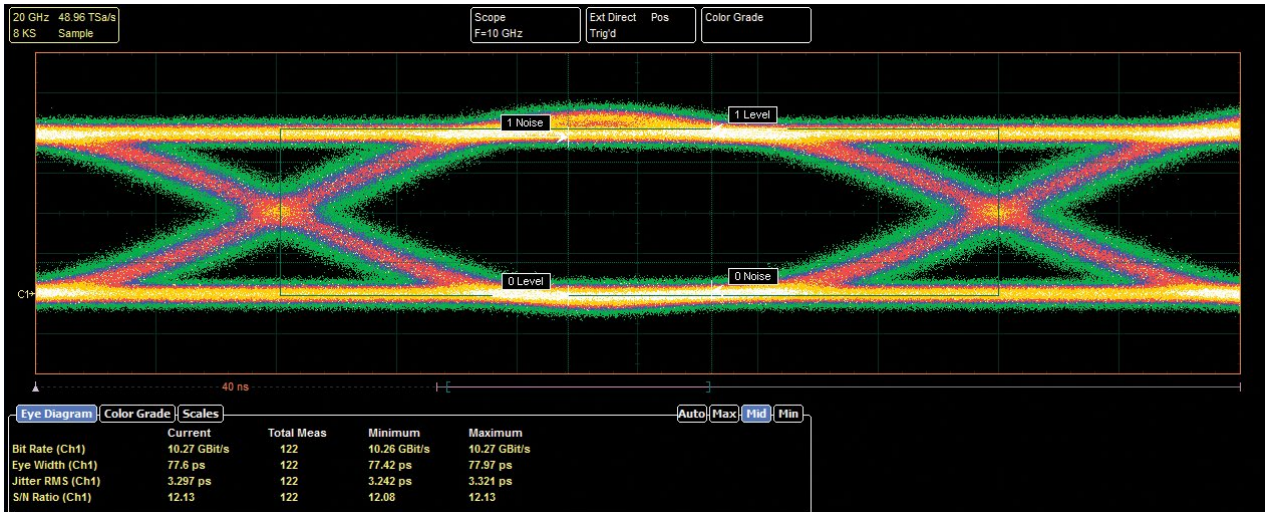 20 GHz 48.96 TSa/s
8 KS Sample
Scope
F=10 GHz
Ext Direct Pos
Trig'd
Color Grade
1 Noise
1 Level
0 Level
0 Noise
C1
40 ns
Eye Diagram Color Grade Scales Auto Max Mid Min
Current Total Meas Minimum Maximum
Bit Rate (Ch1) 10.27 GBit/s 122 10.26 GBit/s 10.27 GBit/s
Eye Width (Ch1) 77.6 ps 122 77.42 ps 77.97 ps
Jitter RMS (Ch1) 3.297 ps 122 3.242 ps 3.321 ps
S/N Ratio (Ch1) 12.13 122 12.08 12.13